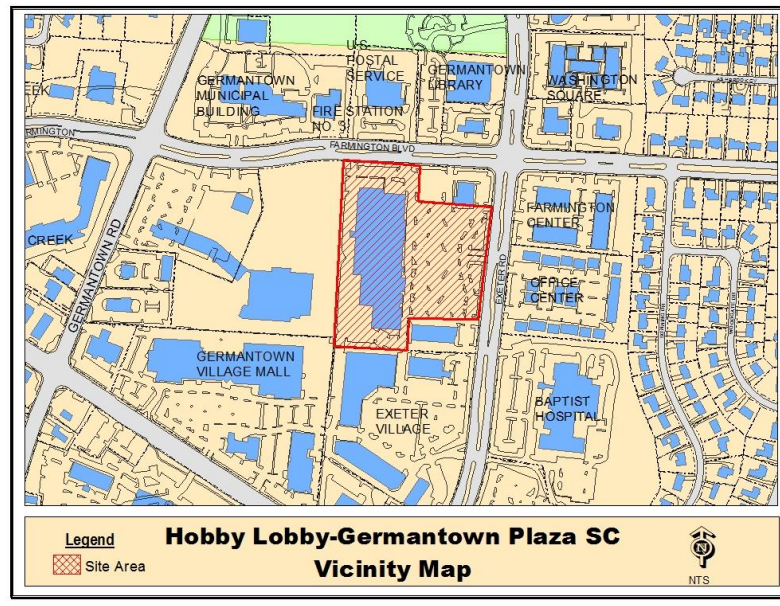 U.S.
POSTAL
SERVICE
GERMANTOWN
MUNICIPAL
BUILDING
FIRE STATION
NO. 3
GERMANTOWN
LIBRARY
WASHINGTON
SQUARE
FARMINGTON BLVD
GERMANTOWN RD
CREEK
EXETER RD
FARMINGTON
CENTER
OFFICE
CENTER
GERMANTOWN
VILLAGE MALL
EXETER
VILLAGE
BAPTIST
HOSPITAL
Legend
Site Area
Hobby Lobby-Germantown Plaza SC
Vicinity Map
N
NTS